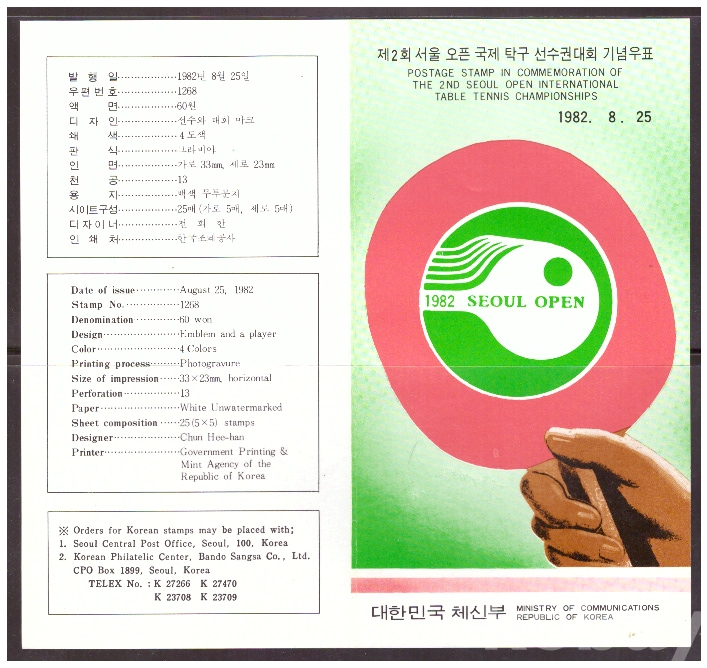 발 행 일··················1982년 8월 25일
우 편 번 호··················1268
액 면··················60원
디 자 인··················선수와 대회 마크
쇄 색··················4도색
판 식··················그라비아
인 면··················가로 33mm, 세로 23mm
천 공··················13
용 지··················백색 무투문지
시이트구성··················25매(가로 5매, 세로 5매)
디 자 이 너··················전 희 한
인 쇄 처··················한국조폐공사
Date of issue·············August 25, 1982
Stamp No.················1268
Denomination ·············60 won
Design·······················Emblem and a player
Color·························4 Colors
Printing process·········Photogravure
Size of impression······33×23mm, horizontal
Perforation·················13
Paper························White Unwatermarked
Sheet composition ······25(5×5) stamps
Designer····················Chun Hee-han
Printer·······················Government Printing &
Mint Agency of the
Republic of Korea
※ Orders for Korean stamps may be placed with;
1. Seoul Central Post Office, Seoul, 100, Korea
2. Korean Philatelic Center, Bando Sangsa Co., Ltd.
CPO Box 1899, Seoul, Korea
TELEX No. : K 27266 K 27470
K 23708 K 23709
제2회 서울 오픈 국제 탁구 선수권대회 기념우표
POSTAGE STAMP IN COMMEMORATION OF
THE 2ND SEOUL OPEN INTERNATIONAL
TABLE TENNIS CHAMPIONSHIPS
1982. 8. 25
1982 SEOUL OPEN
대한민국 체신부 MINISTRY OF COMMUNICATIONS
REPUBLIC OF KOREA